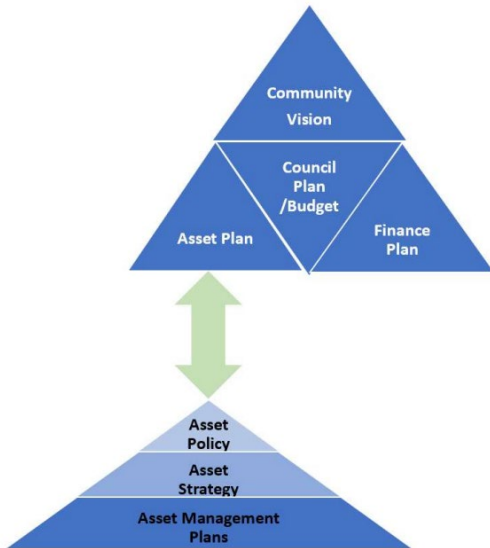 Community
Vision
Council
Plan
/Budget
Asset Plan
Finance
Plan
Asset
Policy
Asset
Strategy
Asset Management
Plans